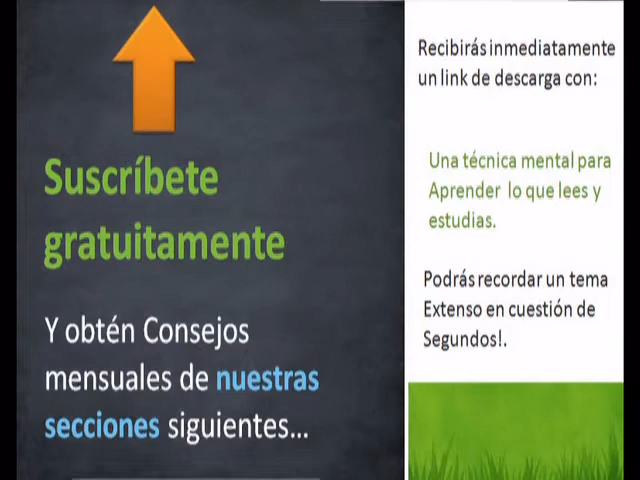 Suscríbete
gratuitamente
Y obtén Consejos
mensuales de nuestras
secciones siguientes...
Recibirás inmediatamente
un link de descarga con:
Una técnica mental para
Aprender lo que lees y
estudias.
Podrás recordar un tema
Extenso en cuestión de
Segundos!.